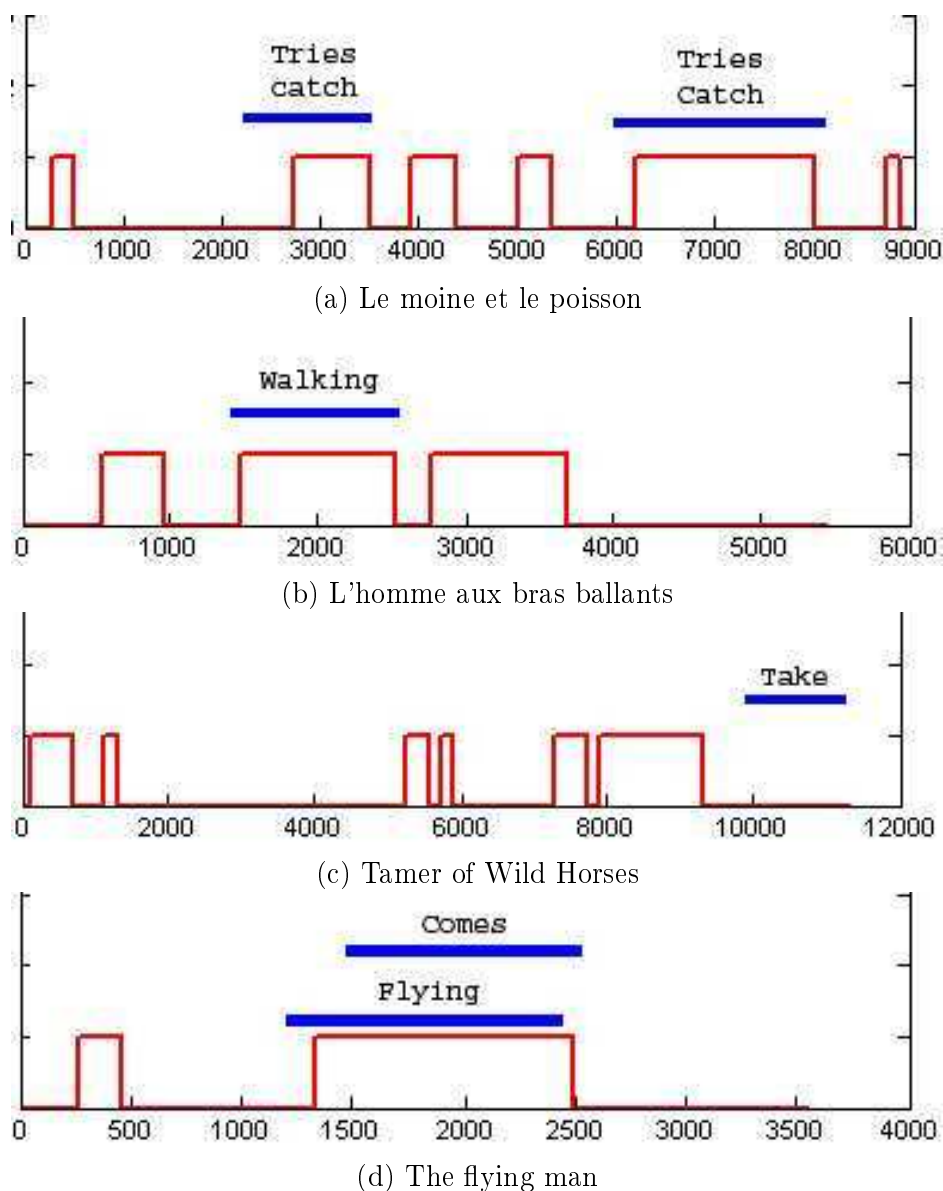 Tries
catch
Tries
Catch
0 1000 2000 3000 4000 5000 6000 7000 8000 9000
(a) Le moine et le poisson
Walking
0 1000 2000 3000 4000 5000 6000
(b) L'homme aux bras ballants
Take
0 2000 4000 6000 8000 10000 12000
(c) Tamer of Wild Horses
Comes
Flying
0 500 1000 1500 2000 2500 3000 3500 4000
(d) The flying man